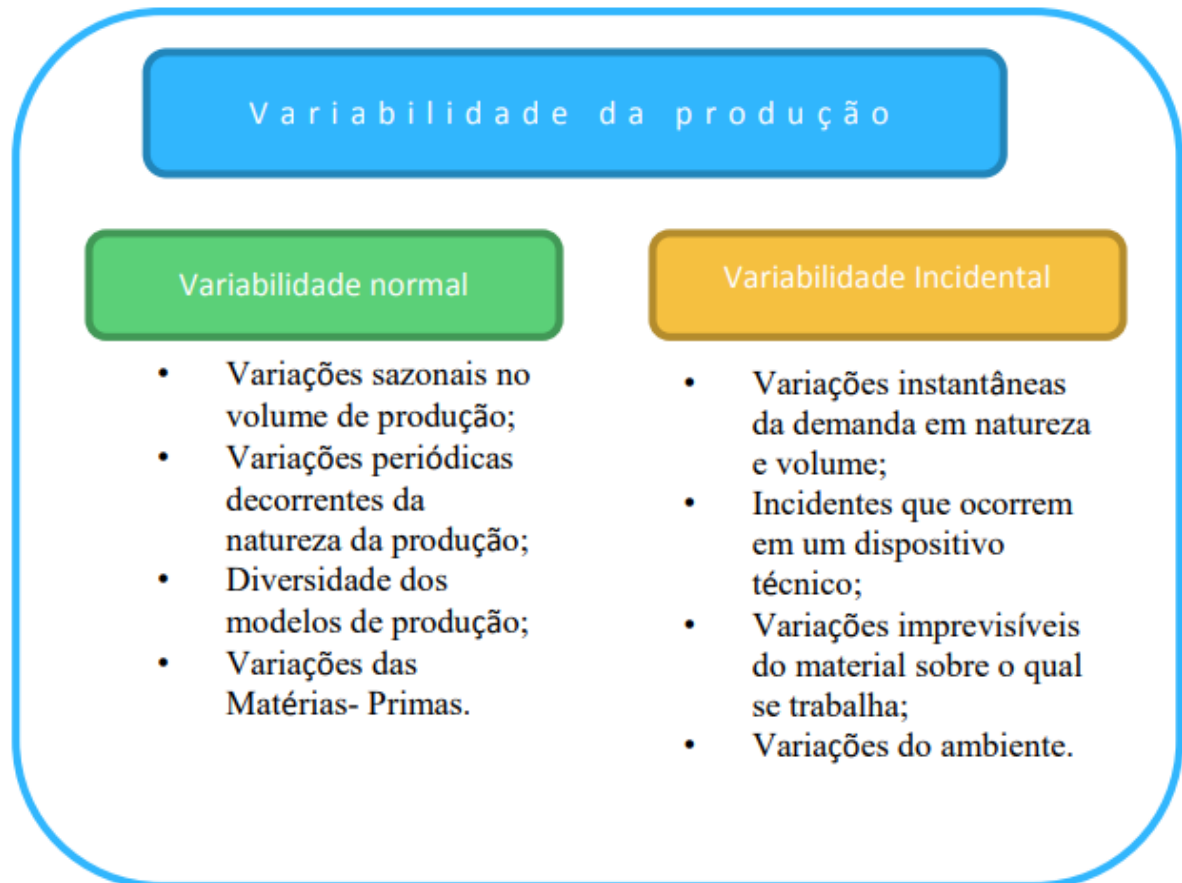 Variabilidade da produção
Variabilidade normal
• Variações sazonais no
volume de produção;
• Variações periódicas
decorrentes da
natureza da produção;
• Diversidade dos
modelos de produção;
• Variações das
Matérias- Primas.
Variabilidade Incidental
• Variações instantâneas
da demanda em natureza
e volume;
• Incidentes que ocorrem
em um dispositivo
técnico;
• Variações imprevisíveis
do material sobre o qual
se trabalha;
• Variações do ambiente.